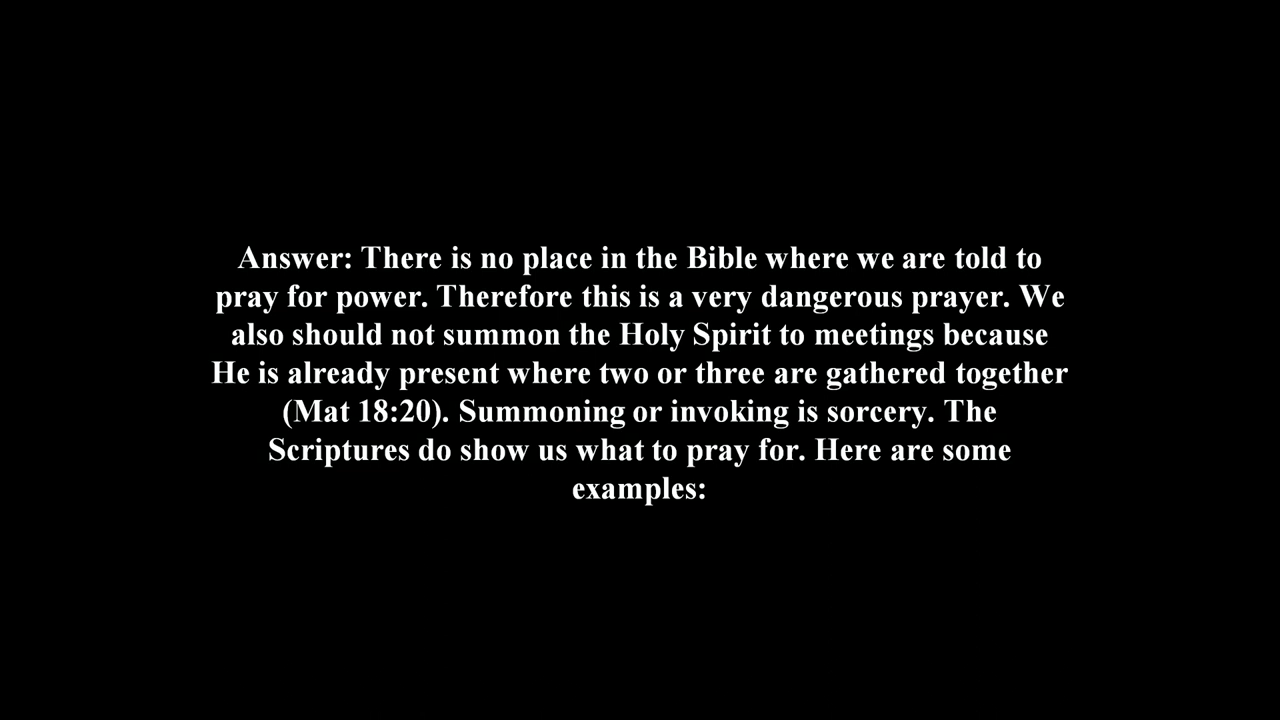 Answer: There is no place in the Bible where we are told to
pray for power. Therefore this is a very dangerous prayer. We
also should not summon the Holy Spirit to meetings because
He is already present where two or three are gathered together
(Mat 18:20). Summoning or invoking is sorcery. The
Scriptures do show us what to pray for. Here are some
examples: